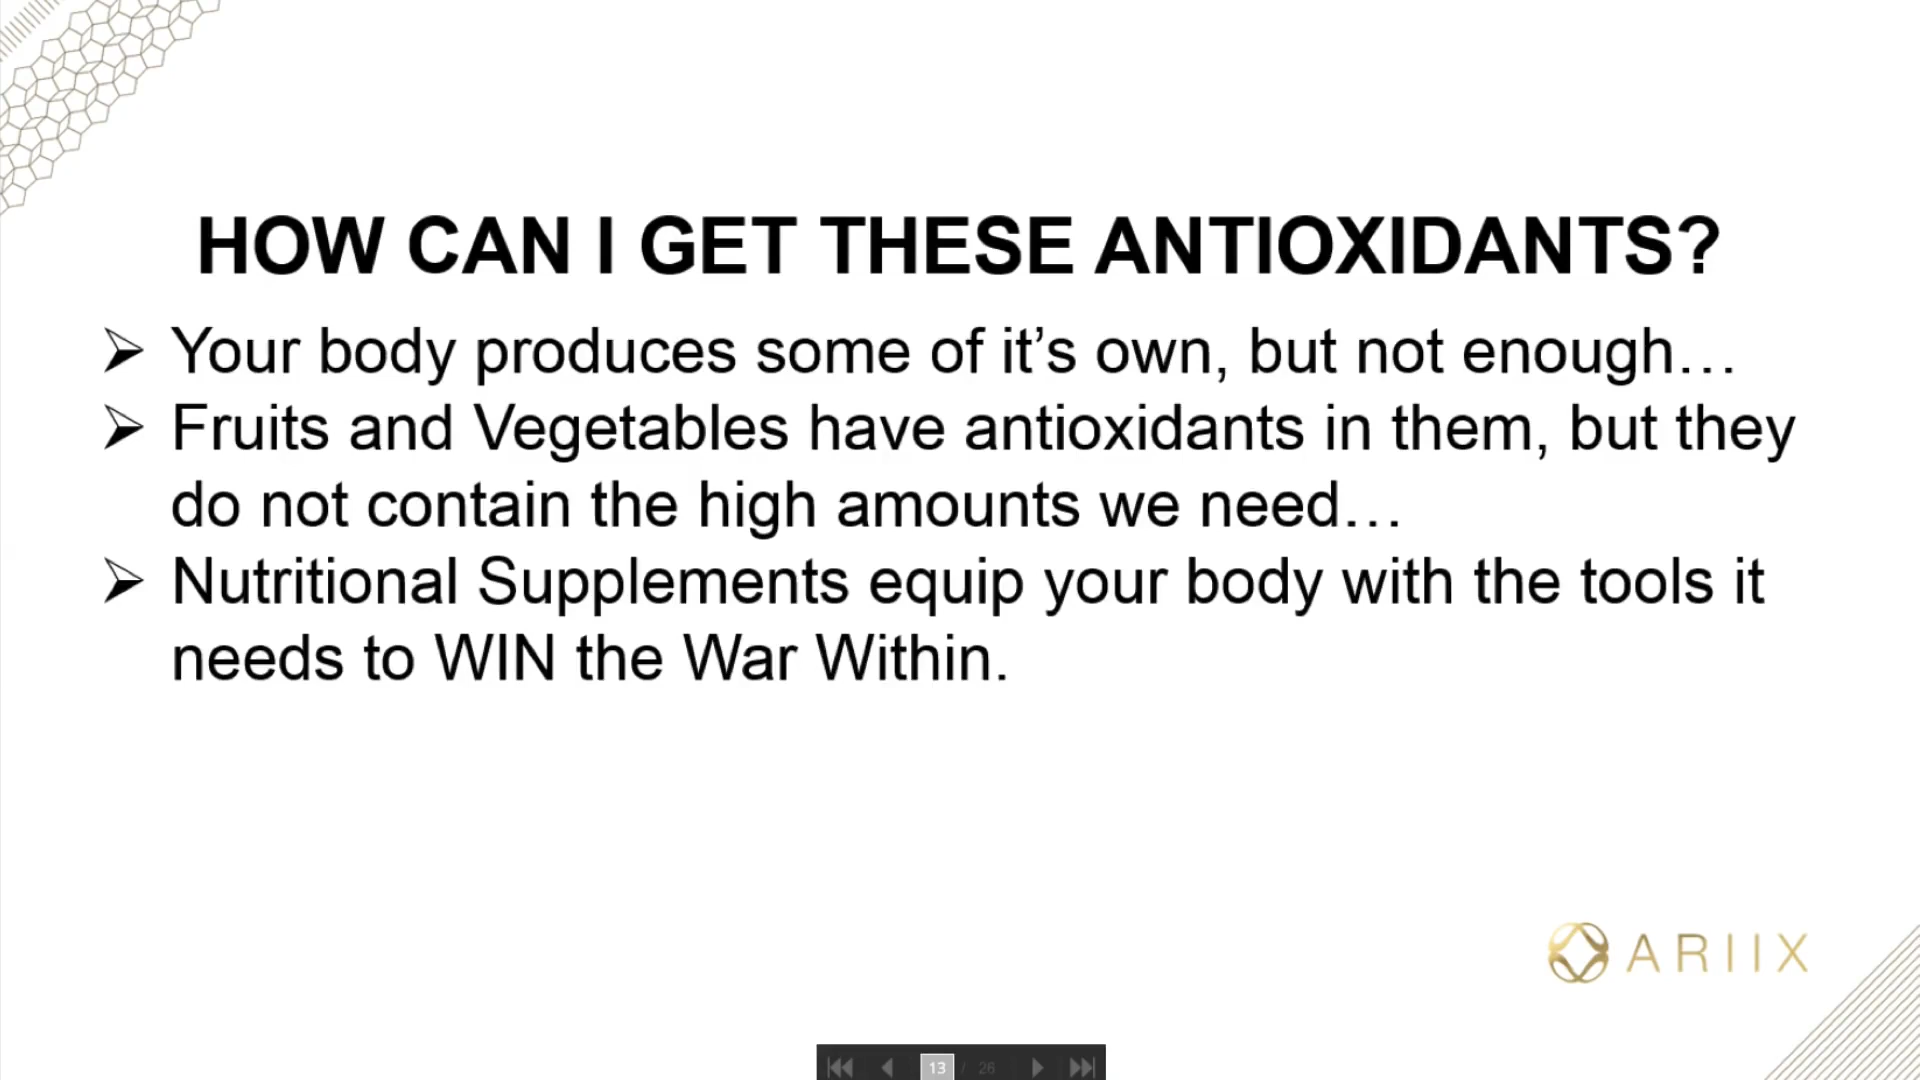 HOW CAN I GET THESE ANTIOXIDANTS?
Your body produces some of it’s own, but not enough…
Fruits and Vegetables have antioxidants in them, but they
do not contain the high amounts we need…
Nutritional Supplements equip your body with the tools it
needs to WIN the War Within.
ARIIX
13 / 26